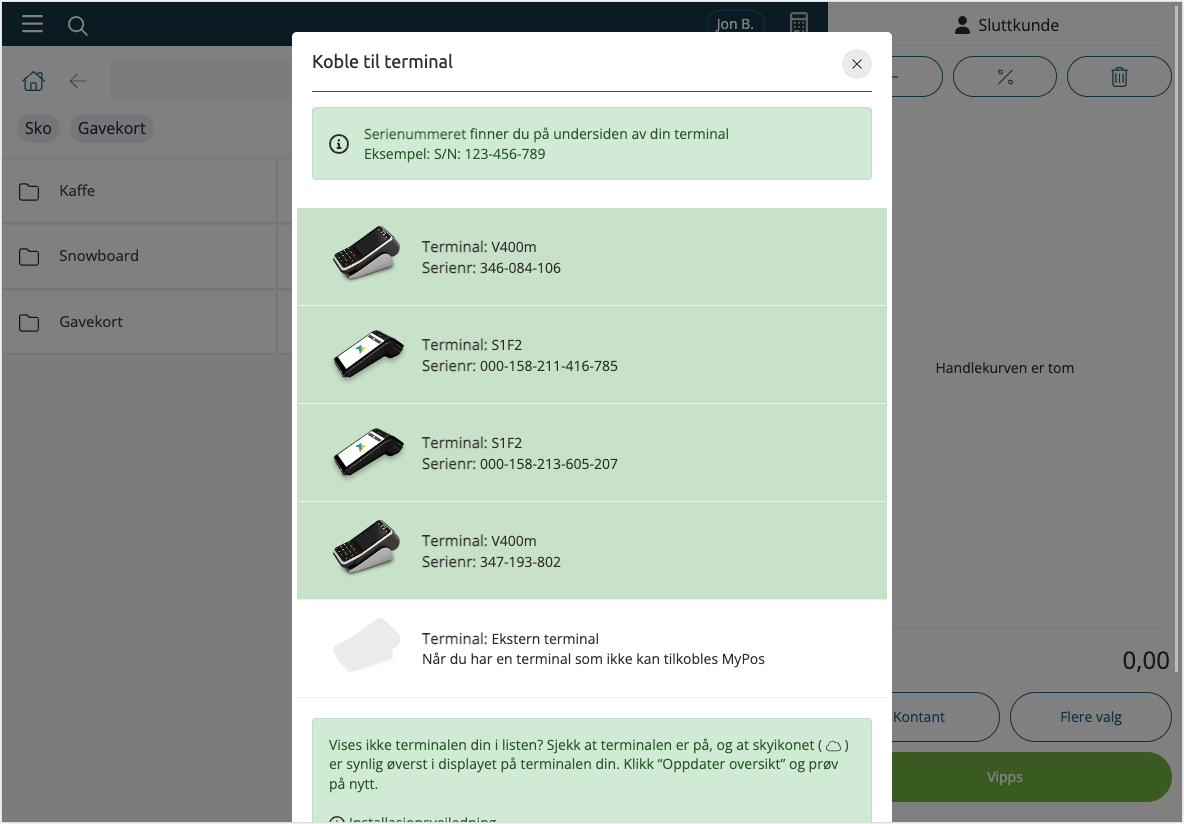 Jon B.
Sluttkunde
Koble til terminal
Sko
Gavekort
Serienummeret finner du på undersiden av din terminal
Eksempel: S/N: 123-456-789
Kaffe
Snowboard
Gavekort
Terminal: V400m
Serienr: 346-084-106
Terminal: S1F2
Serienr: 000-158-211-416-785
Terminal: S1F2
Serienr: 000-158-213-605-207
Terminal: V400m
Serienr: 347-193-802
Terminal: Ekstern terminal
Når du har en terminal som ikke kan tilkobles MyPos
Handlekurven er tom
0,00
Kontant
Flere valg
Vipps
Vises ikke terminalen din i listen? Sjekk at terminalen er på, og at skyikonet ( )
er synlig øverst i displayet på terminalen din. Klikk “Oppdater oversikt” og prøv
på nytt.
Installasjonsveiledning